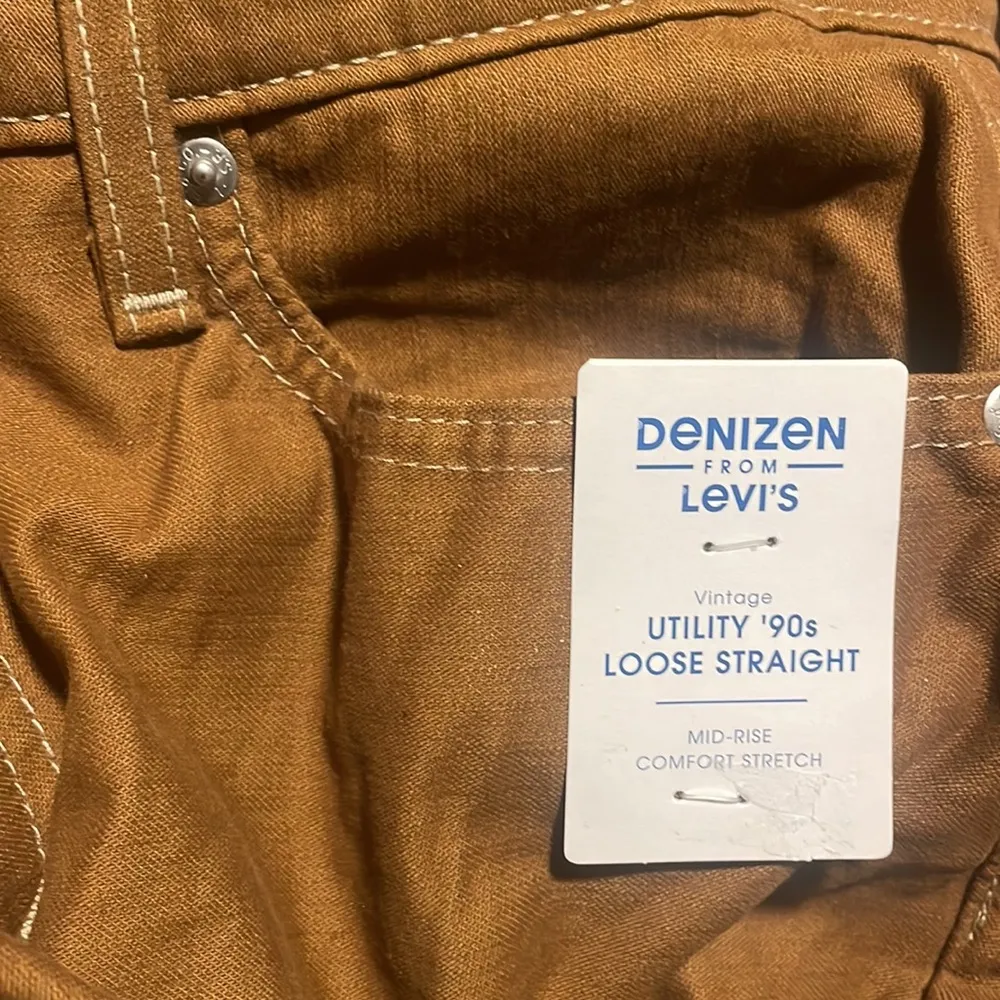 DENIZEN
FROM
LEVI'S
Vintage
UTILITY '90s
LOOSE STRAIGHT
MID-RISE
COMFORT STRETCH